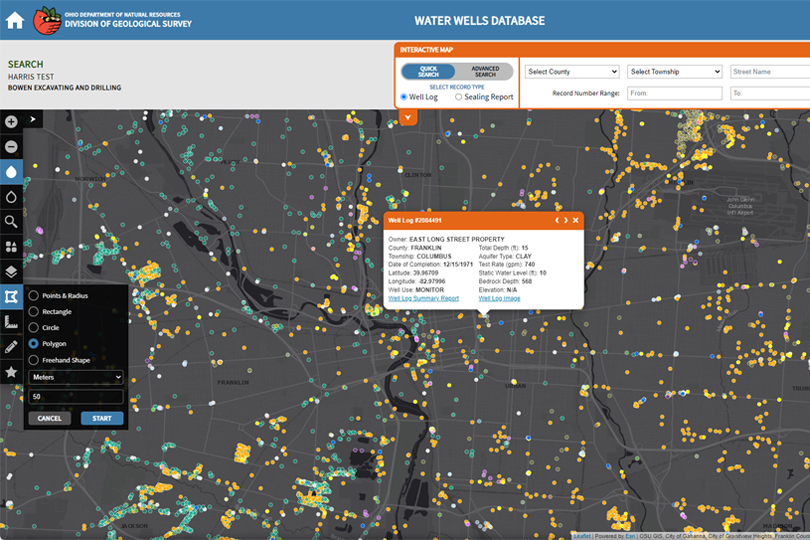 OHIO DEPARTMENT OF NATURAL RESOURCES
DIVISION OF GEOLOGICAL SURVEY
WATER WELLS DATABASE
SEARCH
HARRIS TEST
BOWEN EXCAVATING AND DRILLING
INTERACTIVE MAP
QUICK SEARCH
ADVANCED SEARCH
SELECT RECORD TYPE
Well Log
Sealing Report
Select County
Select Township
Street Name
Record Number Range:
From:
To:
NORWICH
CLINTON
John Glenn
Columbus
Int'l Airport
Well Log #2084491
Owner: EAST LONG STREET PROPERTY
County: FRANKLIN
Total Depth (ft): 15
Township: COLUMBUS
Aquifer Type: CLAY
Date of Completion: 12/15/1971
Test Rate (gpm): 740
Latitude: 39.96709
Static Water Level (ft): 10
Longitude: -82.97996
Bedrock Depth: 568
Well Use: MONITOR
Elevation: N/A
Well Log Summary Report
Well Log Image
Points & Radius
Rectangle
Circle
Polygon
Freehand Shape
Meters
50
CANCEL
START
FRANKLIN
JACKSON
Leaflet | Powered by Esri | OSU GIS, City of Gahanna, City of Grandview Heights, Franklin Coun